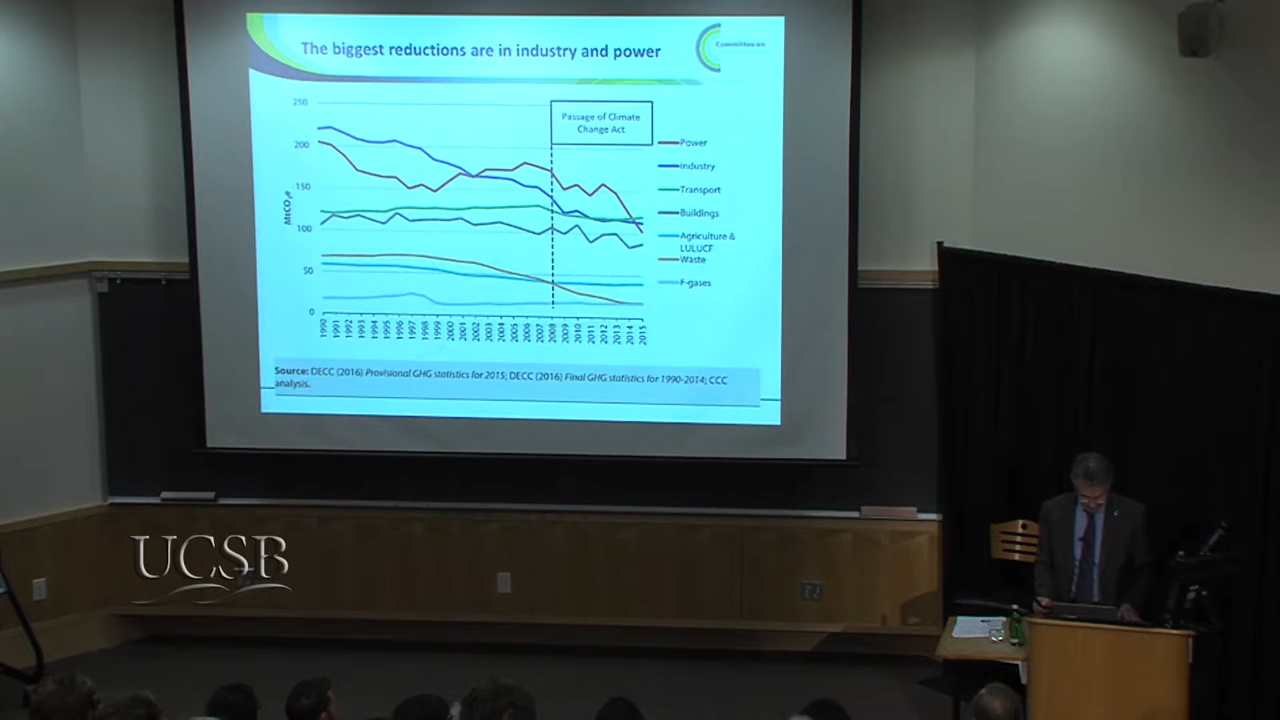 The biggest reductions are in industry and power
Committee on
250
200
150
100
50
0
MtCO2e
Passage of Climate
Change Act
Power
Industry
Transport
Buildings
Agriculture &
LULUCF
Waste
F-gases
1990
1991
1992
1993
1994
1995
1996
1997
1998
1999
2000
2001
2002
2003
2004
2005
2006
2007
2008
2009
2010
2011
2012
2013
2014
2015
Source: DECC (2016) Provisional GHG statistics for 2015; DECC (2016) Final GHG statistics for 1990-2014; CCC
analysis.
UCSB